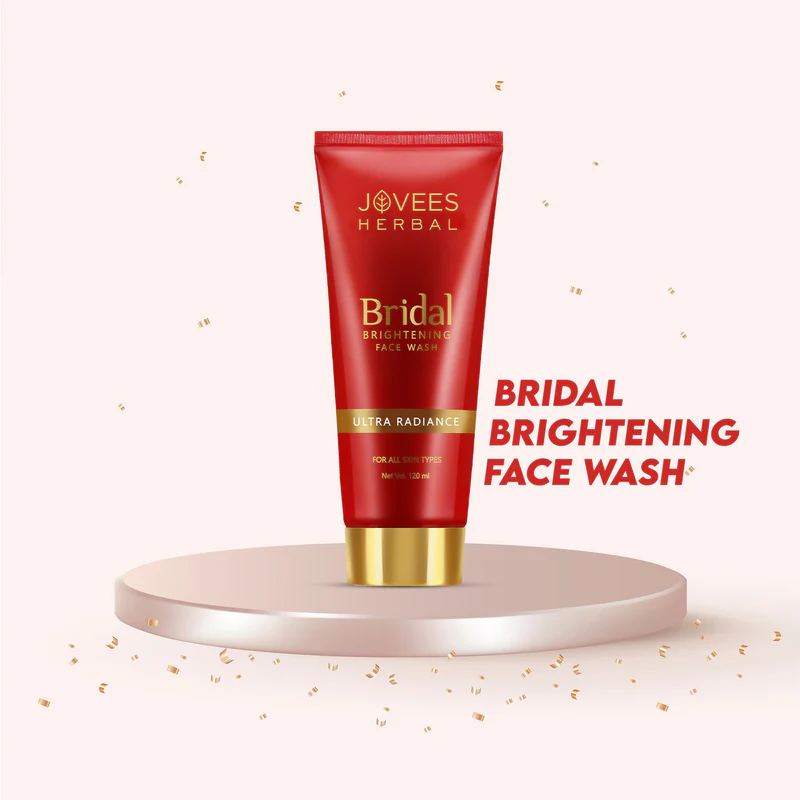 JOVEES
HERBAL
Bridal
BRIGHTENING
FACE WASH
ULTRA RADIANCE
FOR ALL SKIN TYPES
Net Vol. 120 ml
BRIDAL
BRIGHTENING
FACE WASH